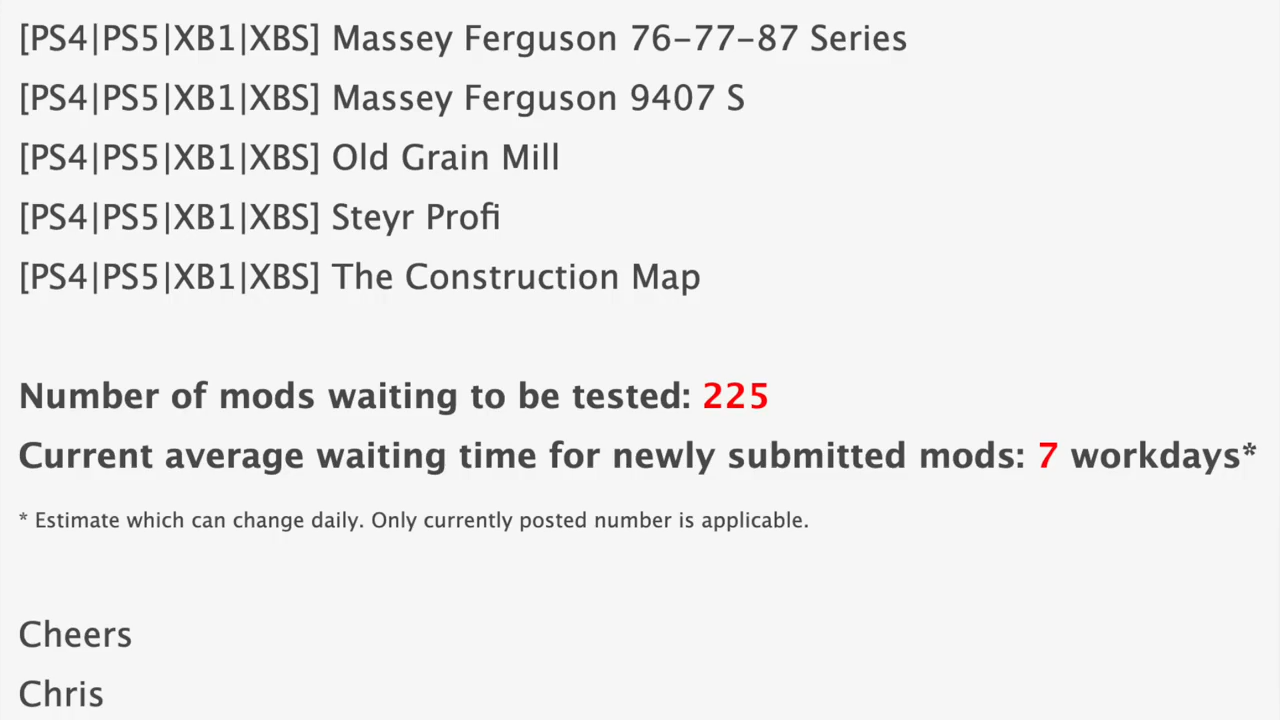 [PS4|PS5|XB1|XBS] Massey Ferguson 76-77-87 Series
[PS4|PS5|XB1|XBS] Massey Ferguson 9407 S
[PS4|PS5|XB1|XBS] Old Grain Mill
[PS4|PS5|XB1|XBS] Steyr Profi
[PS4|PS5|XB1|XBS] The Construction Map
Number of mods waiting to be tested: 225
Current average waiting time for newly submitted mods: 7 workdays*
* Estimate which can change daily. Only currently posted number is applicable.
Cheers
Chris